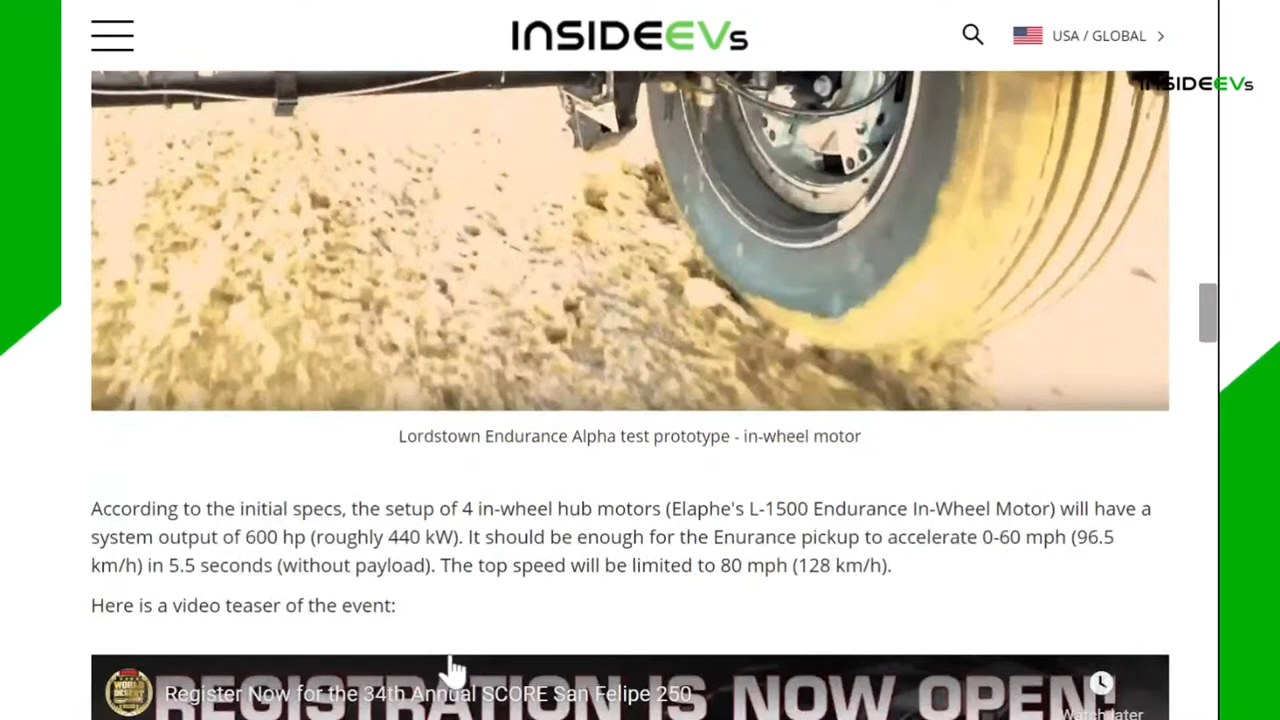 INSIDEEVs
USA / GLOBAL
INSIDEEVs
Lordstown Endurance Alpha test prototype - in-wheel motor
According to the initial specs, the setup of 4 in-wheel hub motors (Elaphe's L-1500 Endurance In-Wheel Motor) will have a
system output of 600 hp (roughly 440 kW). It should be enough for the Enurance pickup to accelerate 0-60 mph (96.5
km/h) in 5.5 seconds (without payload). The top speed will be limited to 80 mph (128 km/h).
Here is a video teaser of the event:
REGISTRATION IS NOW OPEN!
WORLD
DESERT
Register Now for the 34th Annual SCORE San Felipe 250
Watch later